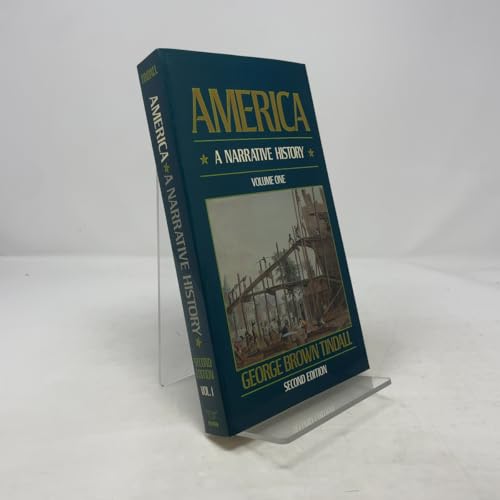 TINDALL
AMERICA ★ A NARRATIVE HISTORY ★
SECOND
EDITION
VOL. I
AMERICA
★ A NARRATIVE HISTORY ★
VOLUME ONE
GEORGE BROWN TINDALL
SECOND EDITION